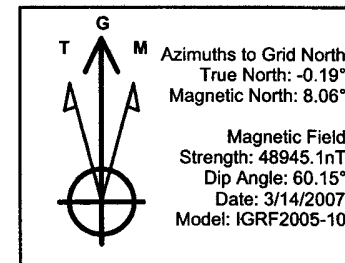 G
T M
Azimuths to Grid North
True North: -0.19°
Magnetic North: 8.06°
Magnetic Field
Strength: 48945.1nT
Dip Angle: 60.15°
Date: 3/14/2007
Model: IGRF2005-10